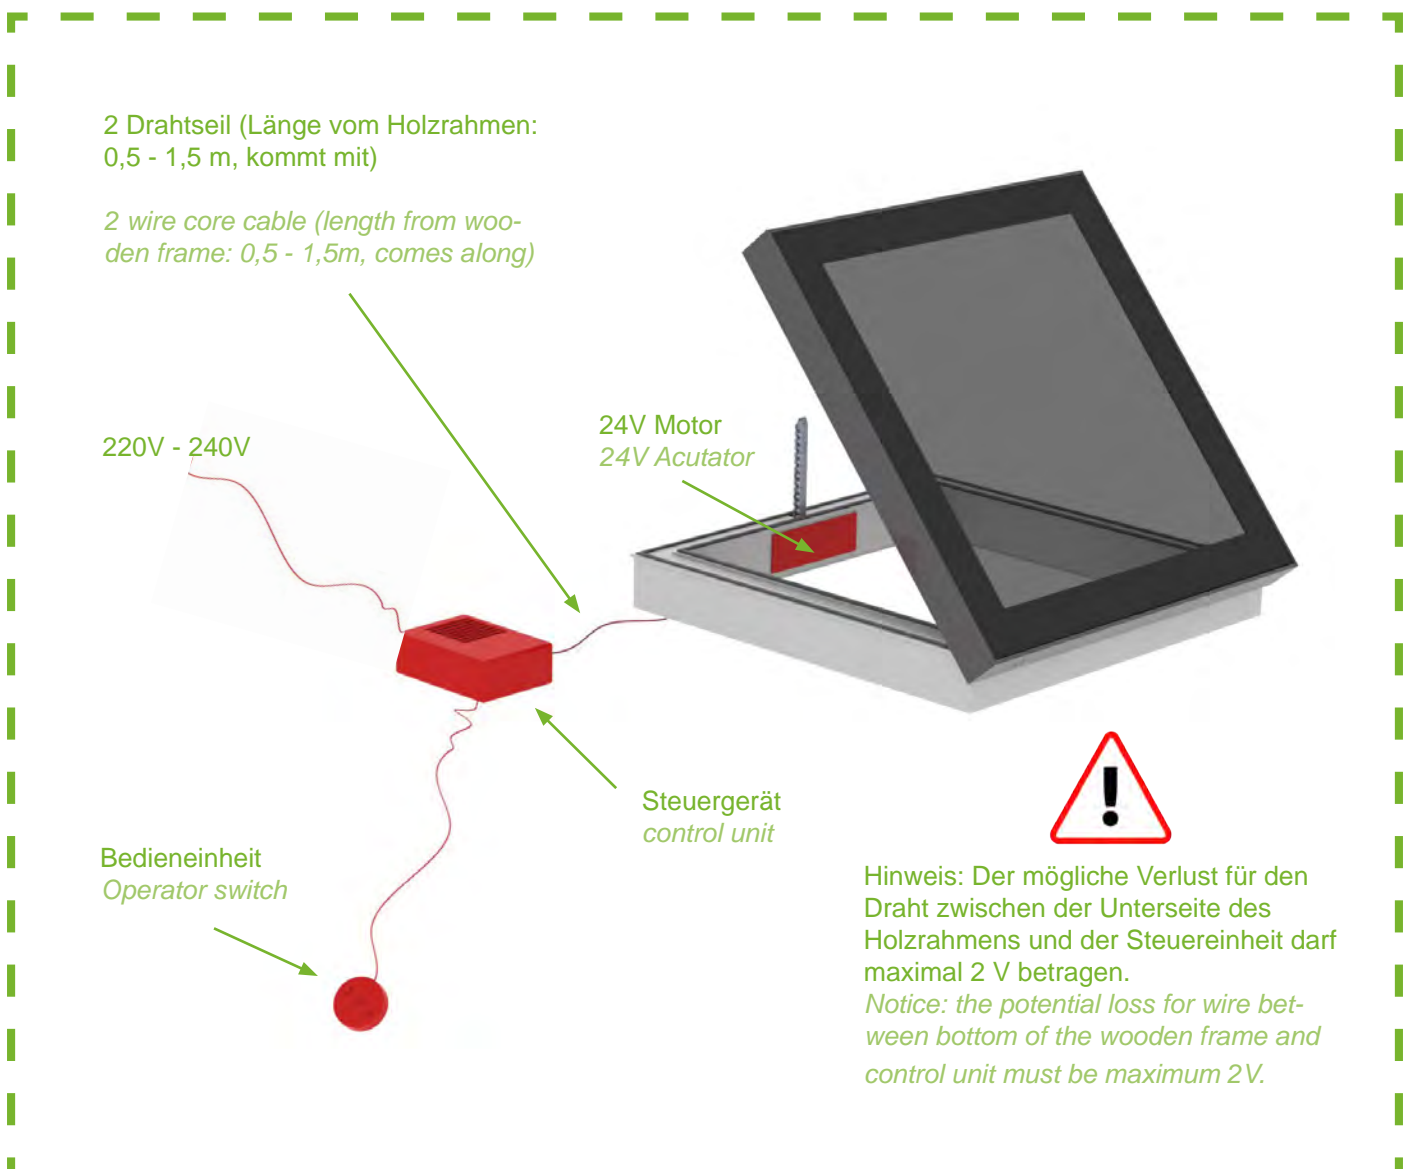 2 Drahtseil (Länge vom Holzrahmen:
0,5 - 1,5 m, kommt mit)
2 wire core cable (length from woo-
den frame: 0,5 - 1,5m, comes along)
220V - 240V
24V Motor
24V Acutator
Steuergerät
control unit
Bedieneinheit
Operator switch
Hinweis: Der mögliche Verlust für den
Draht zwischen der Unterseite des
Holzrahmens und der Steuereinheit darf
maximal 2 V betragen.
Notice: the potential loss for wire bet-
ween bottom of the wooden frame and
control unit must be maximum 2V.